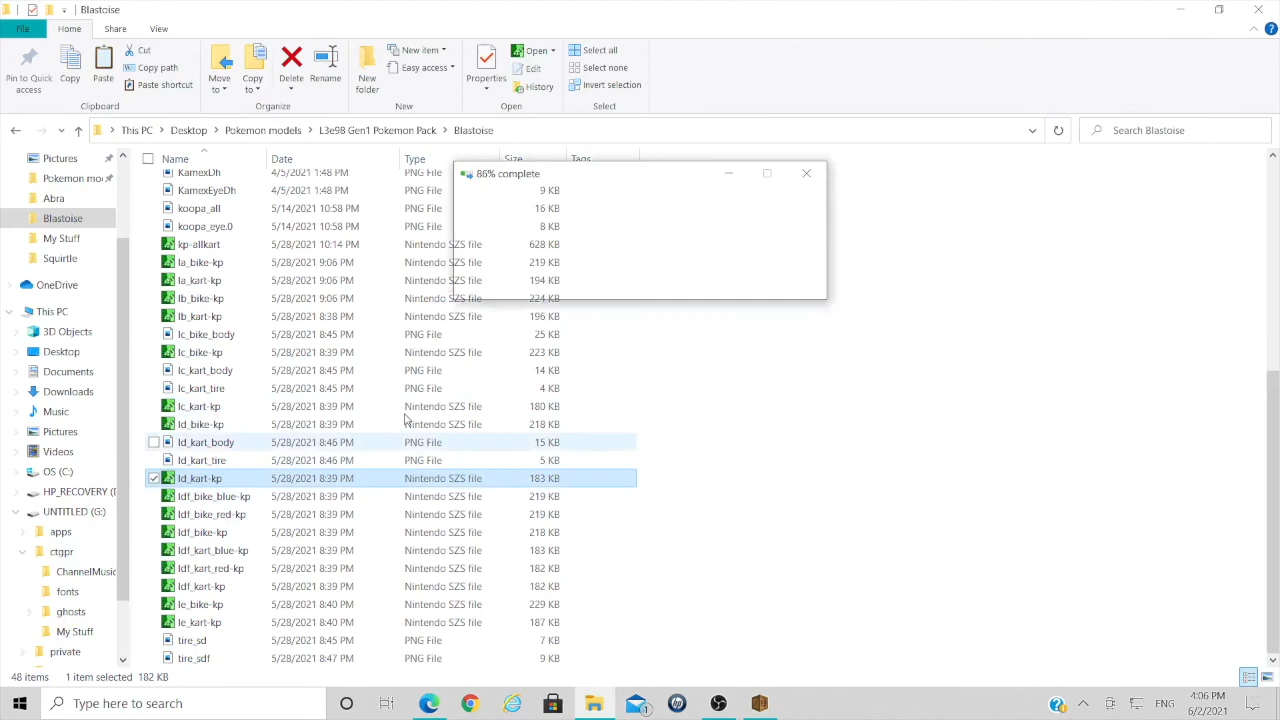 Blastoise
File Home Share View
Pin to Quick access
Copy
Paste
Cut
Copy path
Paste shortcut
Clipboard
Move to
Copy to
Delete
Rename
Organize
New folder
New item
Easy access
New
Properties
Open
Edit
History
Open
Select all
Select none
Invert selection
Select
This PC > Desktop > Pokemon models > L3e98 Gen1 Pokemon Pack > Blastoise
Search Blastoise
Pictures
Pokemon mo
Abra
Blastoise
My Stuff
Squirtle
OneDrive
This PC
3D Objects
Desktop
Documents
Downloads
Music
Pictures
Videos
OS (C:)
HP_RECOVERY (
UNTITLED (G:)
apps
ctgpr
ChannelMusic
fonts
ghosts
My Stuff
private
Name Date Type Size Tags
KamexDh 4/5/2021 1:48 PM PNG File
KamexEyeDh 4/5/2021 1:48 PM PNG File 9 KB
koopa_all 5/14/2021 10:58 PM PNG File 16 KB
koopa_eye.0 5/14/2021 10:58 PM PNG File 8 KB
kp-allkart 5/28/2021 10:14 PM Nintendo SZS file 628 KB
la_bike-kp 5/28/2021 9:06 PM Nintendo SZS file 219 KB
la_kart-kp 5/28/2021 9:06 PM Nintendo SZS file 194 KB
lb_bike-kp 5/28/2021 9:06 PM Nintendo SZS file 224 KB
lb_kart-kp 5/28/2021 8:38 PM Nintendo SZS file 196 KB
lc_bike_body 5/28/2021 8:45 PM PNG File 25 KB
lc_bike-kp 5/28/2021 8:39 PM Nintendo SZS file 223 KB
lc_kart_body 5/28/2021 8:45 PM PNG File 14 KB
lc_kart_tire 5/28/2021 8:45 PM PNG File 4 KB
lc_kart-kp 5/28/2021 8:39 PM Nintendo SZS file 180 KB
ld_bike-kp 5/28/2021 8:39 PM Nintendo SZS file 218 KB
ld_kart_body 5/28/2021 8:46 PM PNG File 15 KB
ld_kart_tire 5/28/2021 8:46 PM PNG File 5 KB
ld_kart-kp 5/28/2021 8:39 PM Nintendo SZS file 183 KB
ldf_bike_blue-kp 5/28/2021 8:39 PM Nintendo SZS file 219 KB
ldf_bike_red-kp 5/28/2021 8:39 PM Nintendo SZS file 219 KB
ldf_bike-kp 5/28/2021 8:39 PM Nintendo SZS file 218 KB
ldf_kart_blue-kp 5/28/2021 8:39 PM Nintendo SZS file 183 KB
ldf_kart_red-kp 5/28/2021 8:39 PM Nintendo SZS file 182 KB
ldf_kart-kp 5/28/2021 8:39 PM Nintendo SZS file 182 KB
le_bike-kp 5/28/2021 8:40 PM Nintendo SZS file 229 KB
le_kart-kp 5/28/2021 8:40 PM Nintendo SZS file 187 KB
tire_sd 5/28/2021 8:45 PM PNG File 7 KB
tire_sdf 5/28/2021 8:47 PM PNG File 9 KB
86% complete
48 items 1 item selected 182 KB
Type here to search
1
ENG
4:06 PM
6/2/2021